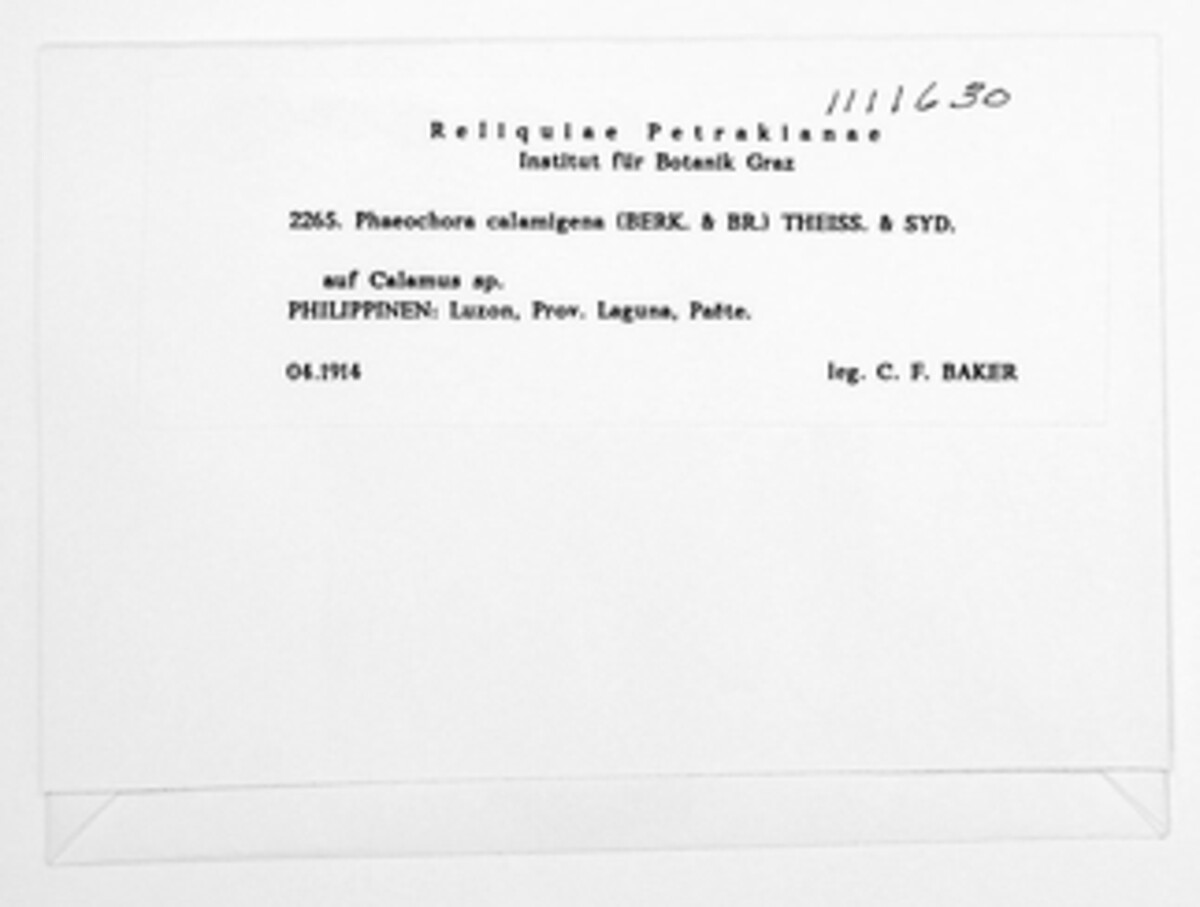 1111630
Reliquiae Petrakianae
Institut für Botanik Graz
2265. Phaeochora calamigena (BERK. & BR.) THEISS. & SYD.
auf Calamus sp.
PHILIPPINEN: Luzon, Prov. Laguna, Paěte.
04.1914 leg. C. F. BAKER